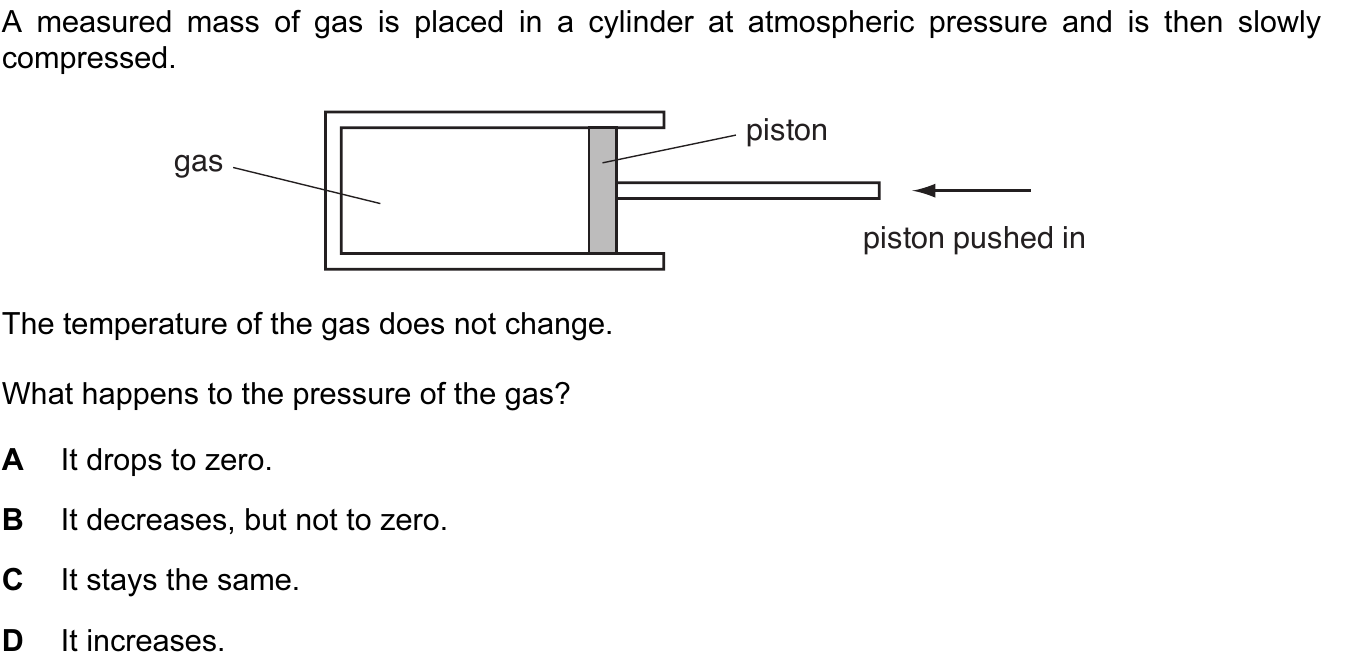 A measured mass of gas is placed in a cylinder at atmospheric pressure and is then slowly
compressed.
piston
gas
piston pushed in
The temperature of the gas does not change.
What happens to the pressure of the gas?
A It drops to zero.
B It decreases, but not to zero.
C It stays the same.
D It increases.